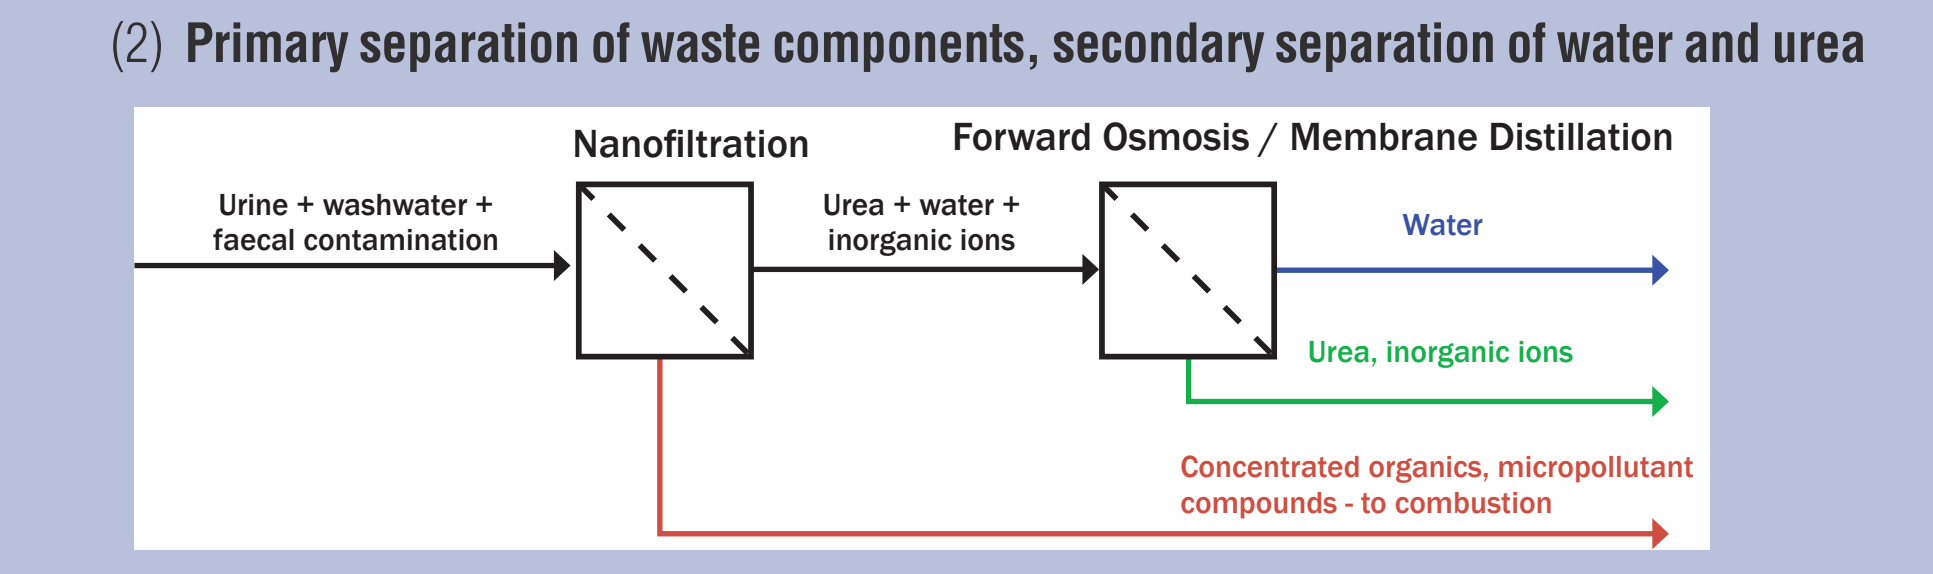 (2) Primary separation of waste components, secondary separation of water and urea
Nanofiltration
Forward Osmosis / Membrane Distillation
Urine + washwater +
faecal contamination
Urea + water +
inorganic ions
Water
Urea, inorganic ions
Concentrated organics, micropollutant
compounds - to combustion